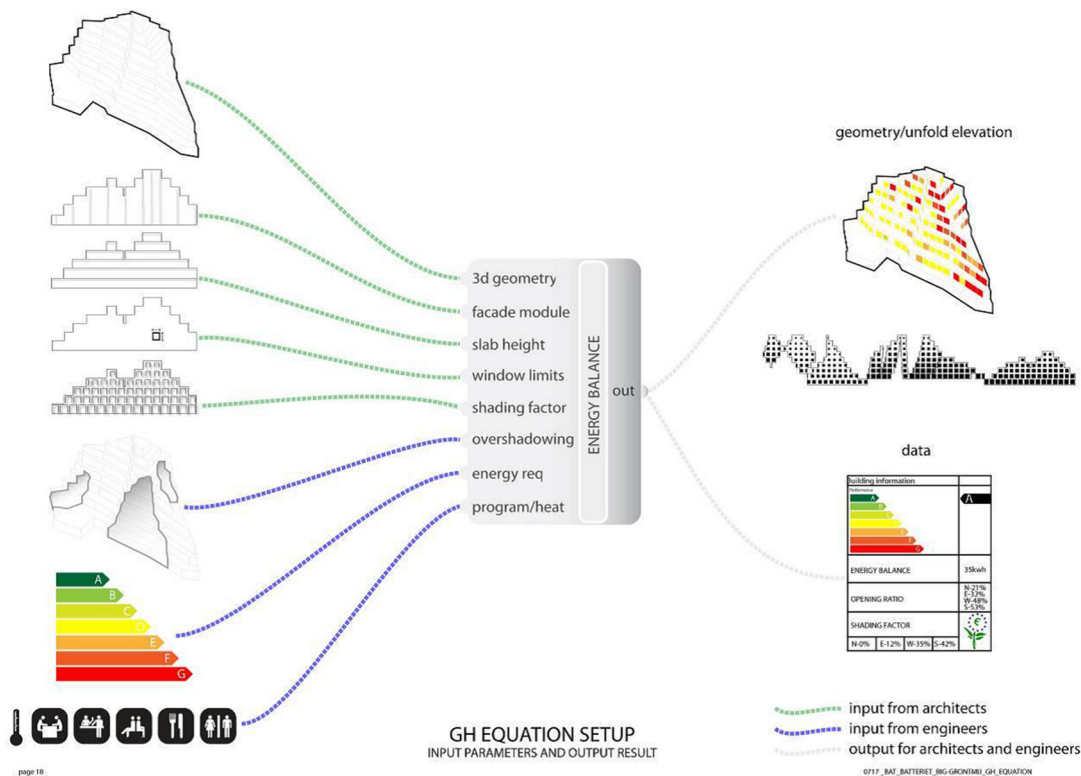 geometry/unfold elevation
3d geometry
facade module
slab height
window limits
shading factor
overshadowing
energy req
program/heat
ENERGY BALANCE
out
data
Building information
Performance
A
B
C
E
F
G
A
ENERGY BALANCE 35kwh
OPENING RATIO
N-21%
E-32%
W-48%
S-53%
SHADING FACTOR
N-0% E-12% W-35% S-42%
A
B
C
D
E
F
G
GH EQUATION SETUP
INPUT PARAMETERS AND OUTPUT RESULT
input from architects
input from engineers
output for architects and engineers
page 18
0717_BAT_BATTERIET_BIG-GRONTMIJ_GH_EQUATION